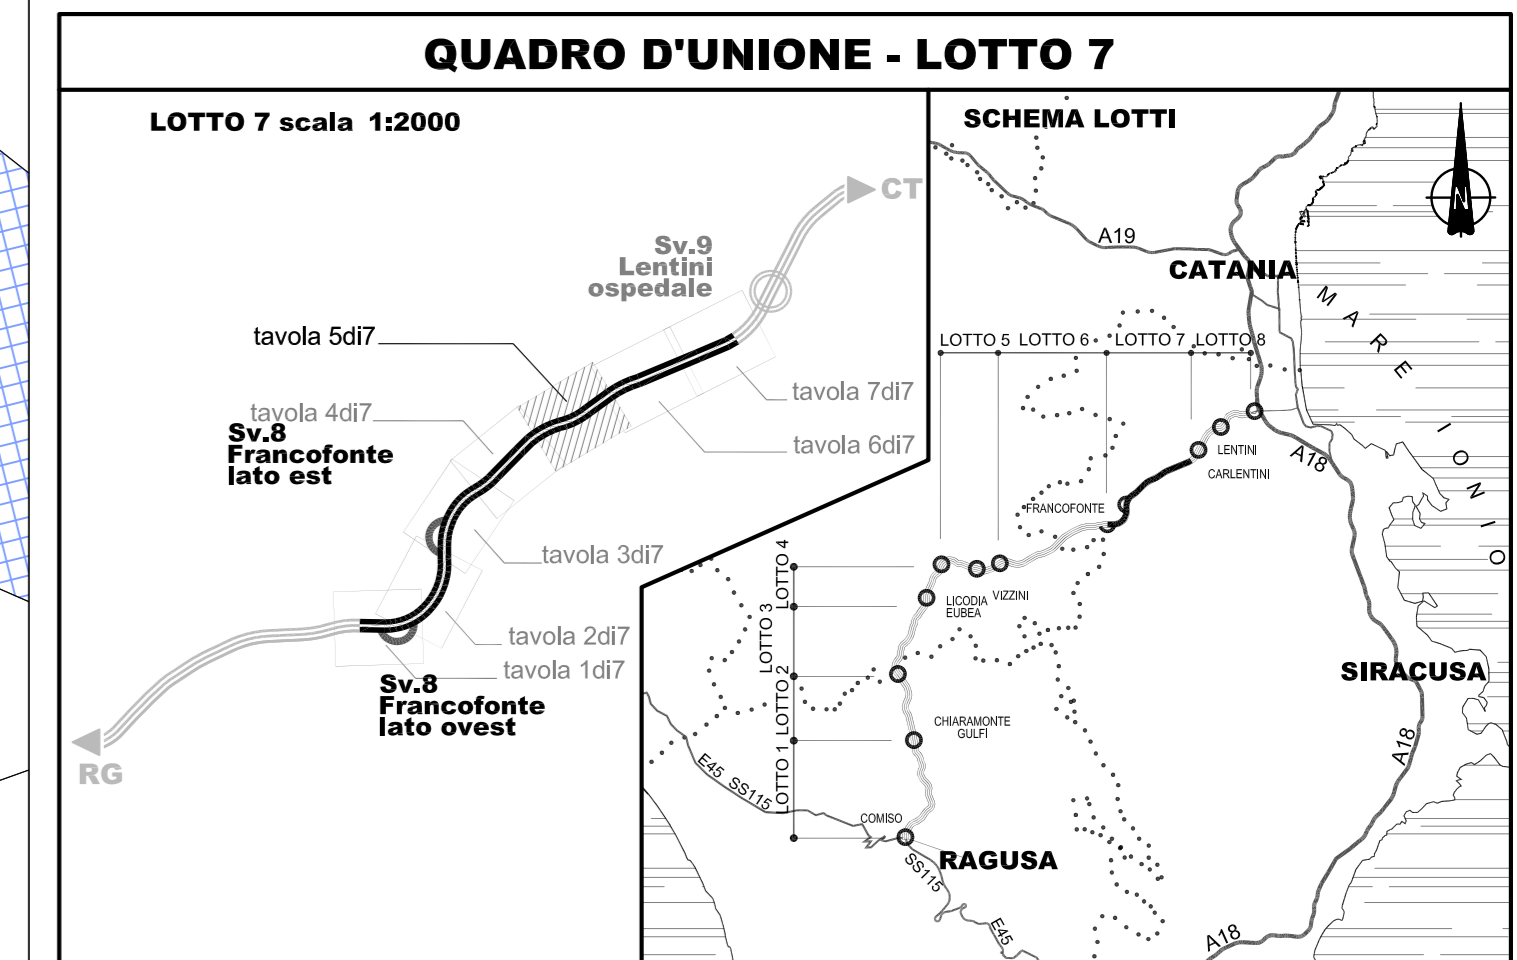 QUADRO D'UNIONE - LOTTO 7
LOTTO 7 scala 1:2000
CT
Sv.9
Lentini
ospedale
tavola 5di7
tavola 7di7
tavola 4di7
Sv.8
Francofonte
lato est
tavola 6di7
tavola 3di7
tavola 2di7
tavola 1di7
Sv.8
Francofonte
lato ovest
RG
SCHEMA LOTTI
N
A19
CATANIA
MARE IONIO
LOTTO 5
LOTTO 6
LOTTO 7
LOTTO 8
LENTINI
A18
CARLENTINI
FRANCOFONTE
LOTTO 4
LOTTO 3
LOTTO 2
LOTTO 1
LICODIA
EUBEA
VIZZINI
SIRACUSA
CHIARAMONTE
GULFI
A18
E45
SS115
COMISO
RAGUSA
SS115
E45
A18